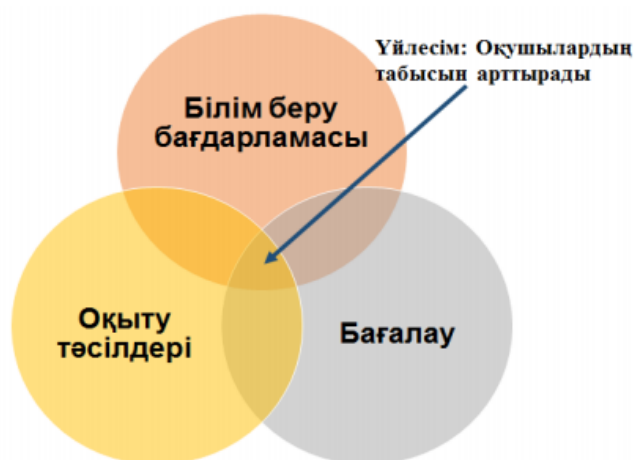 Үйлесім: Оқушылардың
табысын арттырады
Білім беру
бағдарламасы
Оқыту
тәсілдері
Бағалау